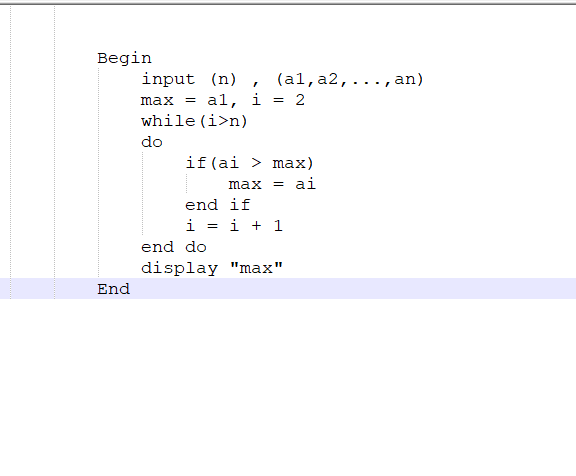 Begin
input (n) , (a1,a2,...,an)
max = a1, i = 2
while(i>n)
do
if(ai > max)
max = ai
end if
i = i + 1
end do
display "max"
End